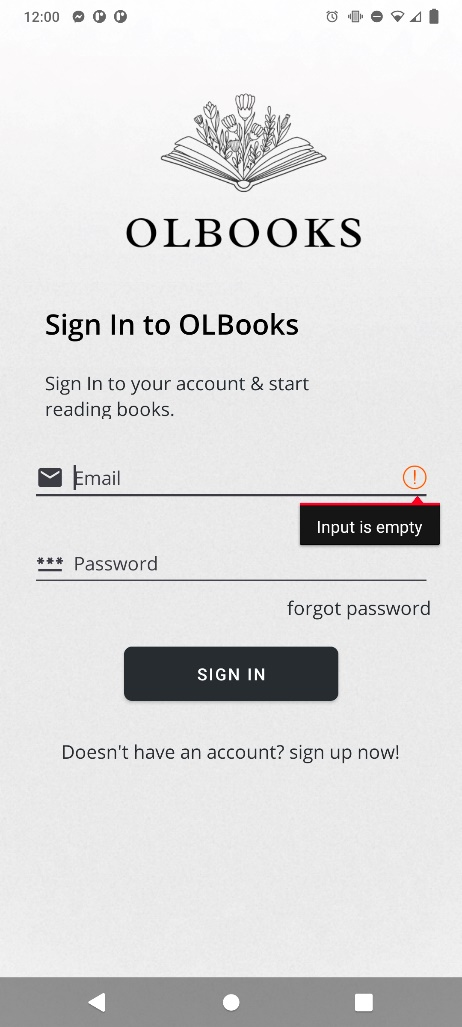 12:00
OLBOOKS
Sign In to OLBooks
Sign In to your account & start
reading books.
Email
Input is empty
*** Password
forgot password
SIGN IN
Doesn't have an account? sign up now!